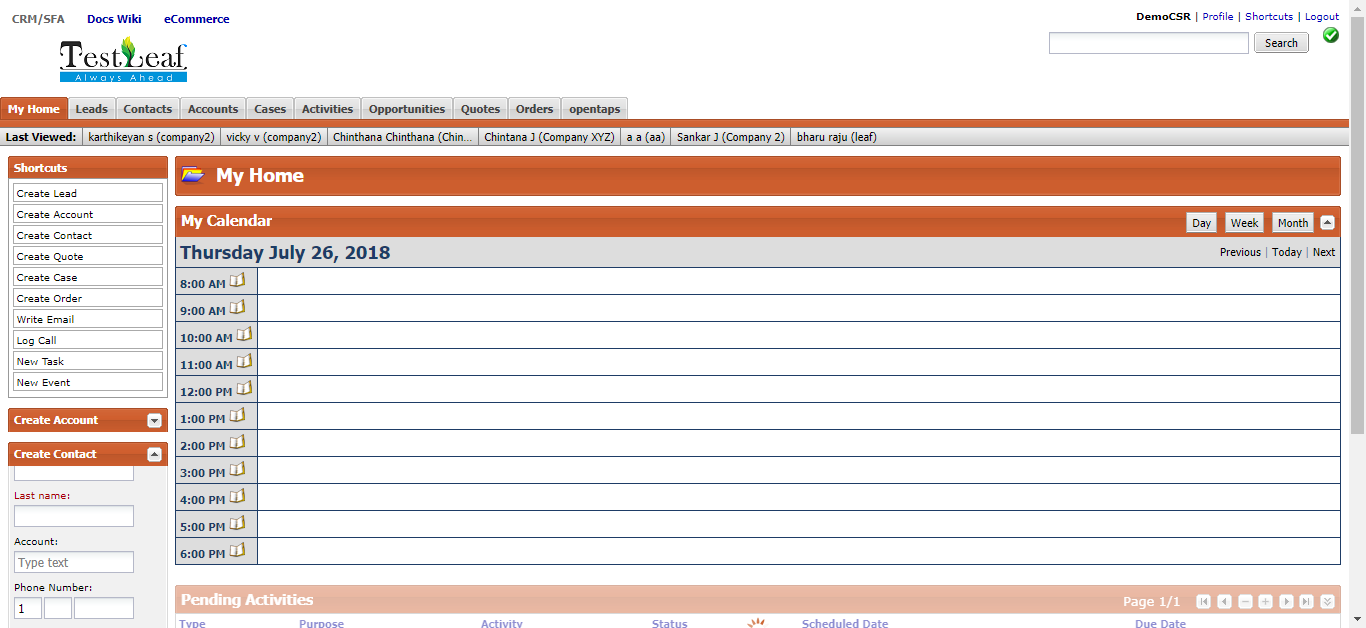 CRM/SFA Docs Wiki eCommerce
DemoCSR | Profile | Shortcuts | Logout
Search
TestLeaf
Always Ahead
My Home Leads Contacts Accounts Cases Activities Opportunities Quotes Orders opentaps
Last Viewed: karthikeyan s (company2) vicky v (company2) Chinthana Chinthana (Chin... Chintana J (Company XYZ) a a (aa) Sankar J (Company 2) bharu raju (leaf)
Shortcuts
Create Lead
Create Account
Create Contact
Create Quote
Create Case
Create Order
Write Email
Log Call
New Task
New Event
Create Account
Create Contact
Last name:
Account:
Type text
Phone Number:
1
My Home
My Calendar
Day Week Month
Thursday July 26, 2018
Previous | Today | Next
8:00 AM
9:00 AM
10:00 AM
11:00 AM
12:00 PM
1:00 PM
2:00 PM
3:00 PM
4:00 PM
5:00 PM
6:00 PM
Pending Activities
Page 1/1
Type Purpose Activity Status Scheduled Date Due Date